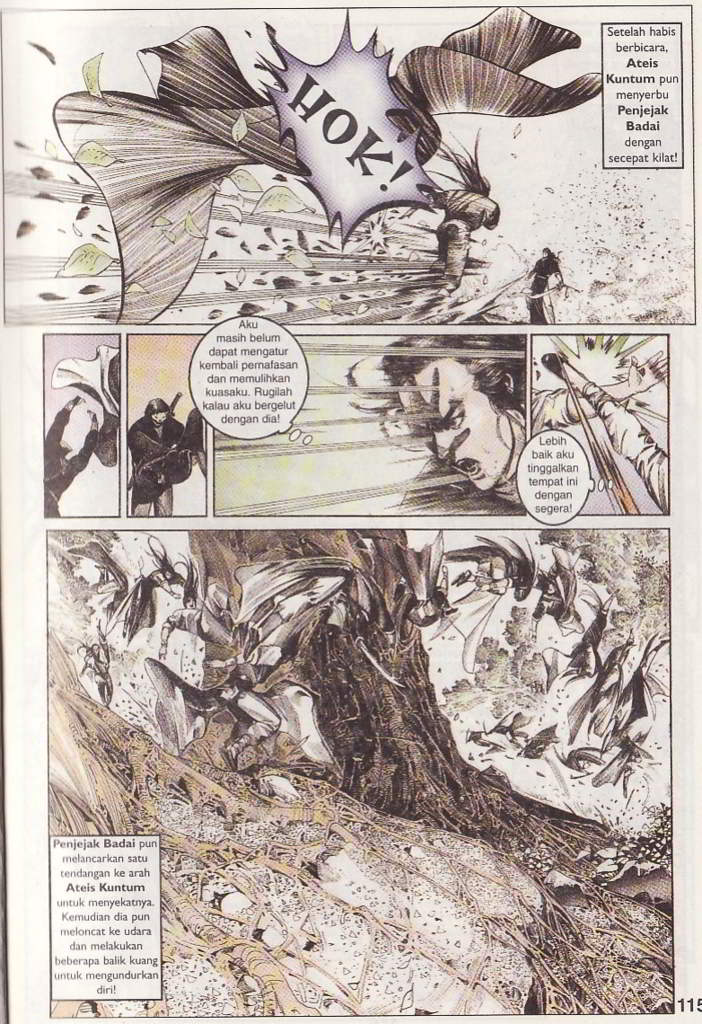 Setelah habis
berbicara,
Ateis
Kuntum pun
menyerbu
Penjejak
Badai
dengan
secepat kilat!
HOK!
Aku
masih belum
dapat mengatur
kembali pernafasan
dan memulihkan
kuasaku. Rugilah
kalau aku bergelut
dengan dia!
Lebih
baik aku
tinggalkan
tempat ini
dengan
segera!
Penjejak Badai pun
melancarkan satu
tendangan ke arah
Ateis Kuntum
untuk menyekatnya.
Kemudian dia pun
meloncat ke udara
dan melakukan
beberapa balik kuang
untuk mengundurkan
diri!
115